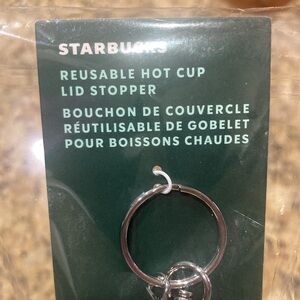 STARBUCKS
REUSABLE HOT CUP
LID STOPPER
BOUCHON DE COUVERCLE
RÉUTILISABLE DE GOBELET
POUR BOISSONS CHAUDES